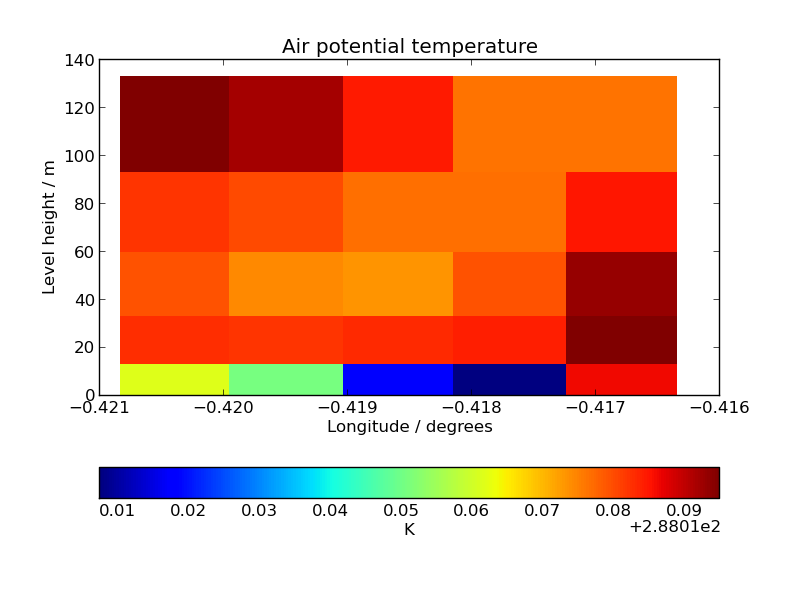 Air potential temperature
140
120
100
80
60
40
20
0
Level height / m
−0.421 −0.420 −0.419 −0.418 −0.417 −0.416
Longitude / degrees
0.01 0.02 0.03 0.04 0.05 0.06 0.07 0.08 0.09
+2.8801e2
K